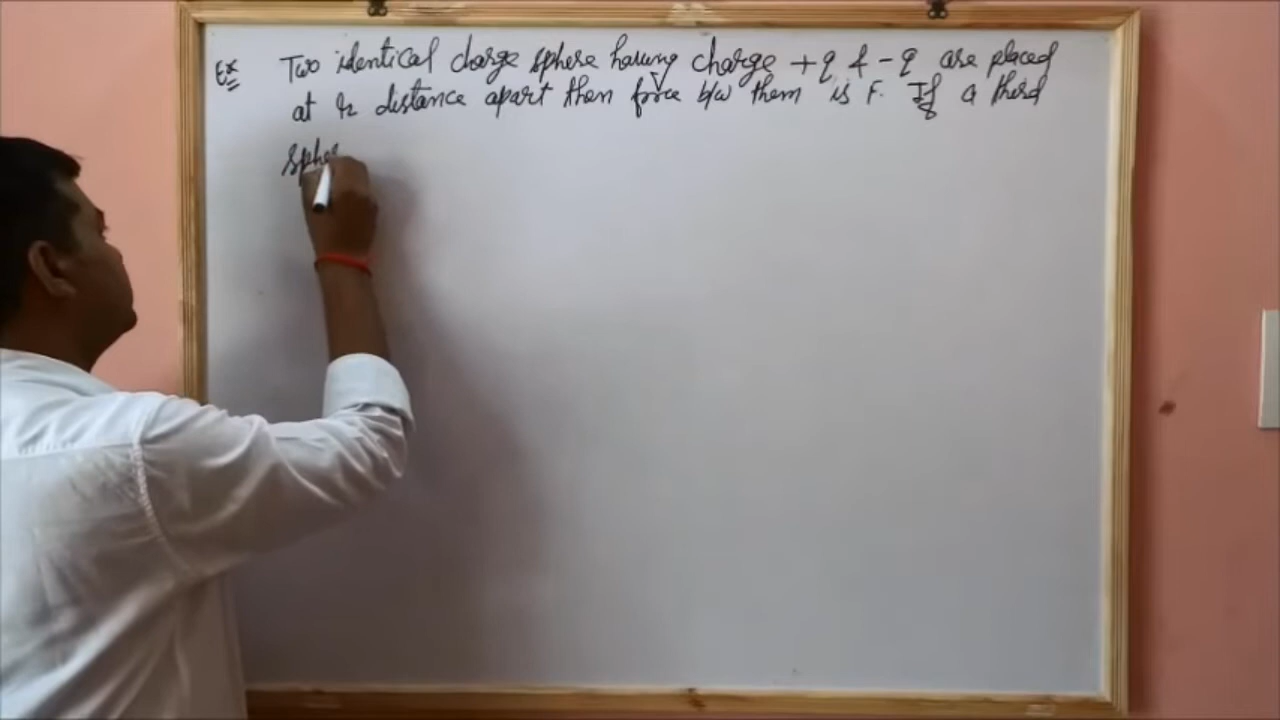 Ex Two identical charge sphere having charge +q & -q are placed
at r distance apart then force b/w them is F. If a third
sphe